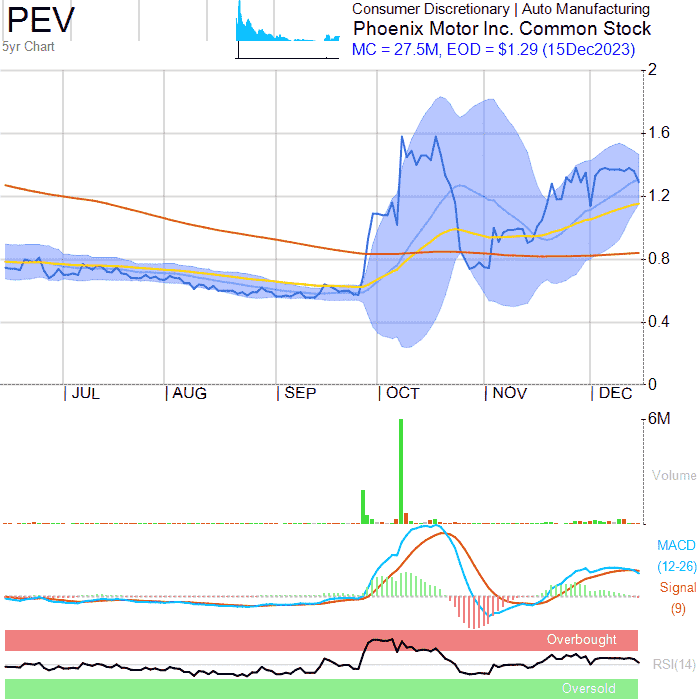 PEV
5yr Chart
Consumer Discretionary | Auto Manufacturing
Phoenix Motor Inc. Common Stock
MC = 27.5M, EOD = $1.29 (15Dec2023)
2
1.6
1.2
0.8
0.4
0
JUL AUG SEP OCT NOV DEC
6M
Volume
MACD
(12-26)
Signal
(9)
Overbought
RSI(14)
Oversold